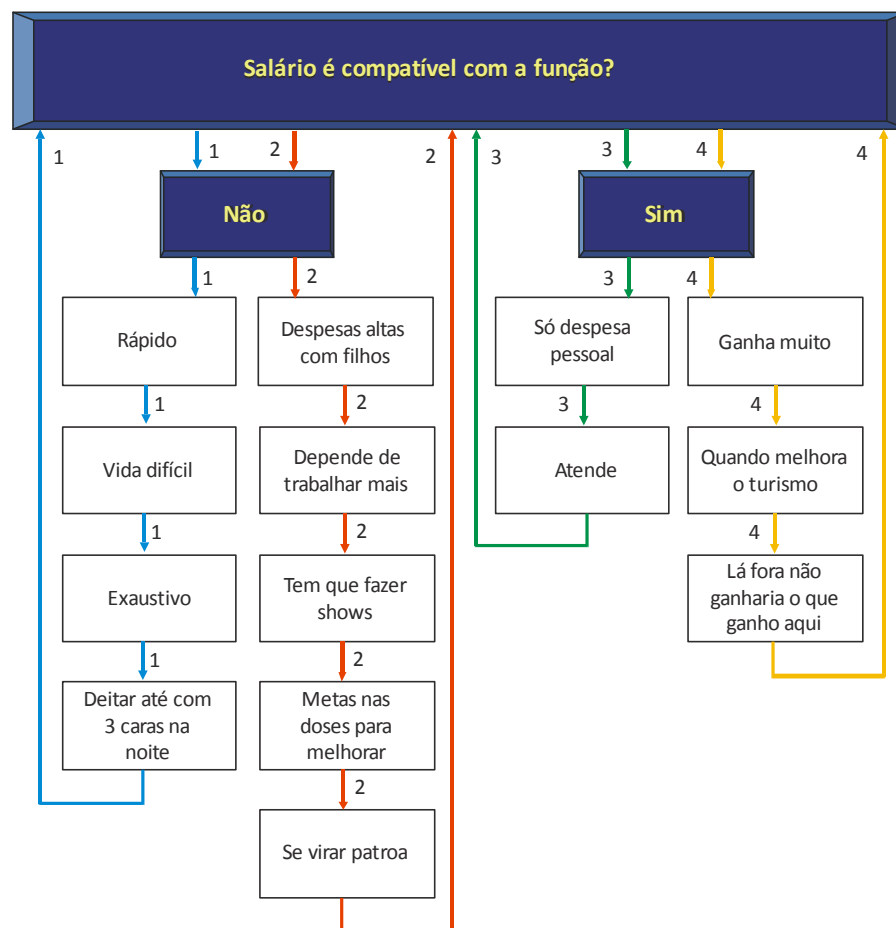 Salário é compatível com a função?
1
1
2
2
3
3
4
4
Não
Sim
1
2
3
4
Rápido
Despesas altas
com filhos
Só despesa
pessoal
Ganha muito
1
2
3
4
Vida difícil
Depende de
trabalhar mais
Atende
Quando melhora
o turismo
1
2
4
Exaustivo
Tem que fazer
shows
Lá fora não
ganharia o que
ganho aqui
1
2
Deitar até com
3 caras na
noite
Metas nas
doses para
melhorar
2
Se virar patroa